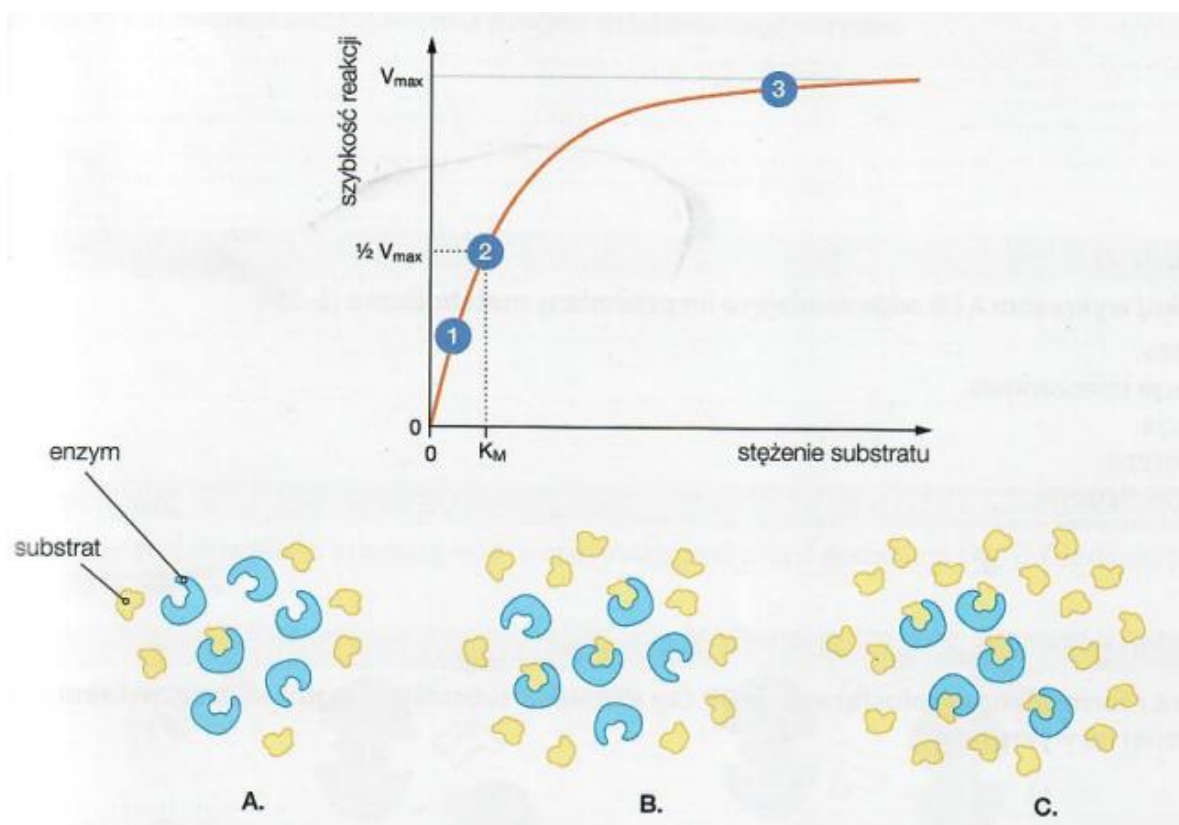 szybkość reakcji
Vmax
3
½ Vmax
2
1
0
0
KM
stężenie substratu
enzym
substrat
A.
B.
C.